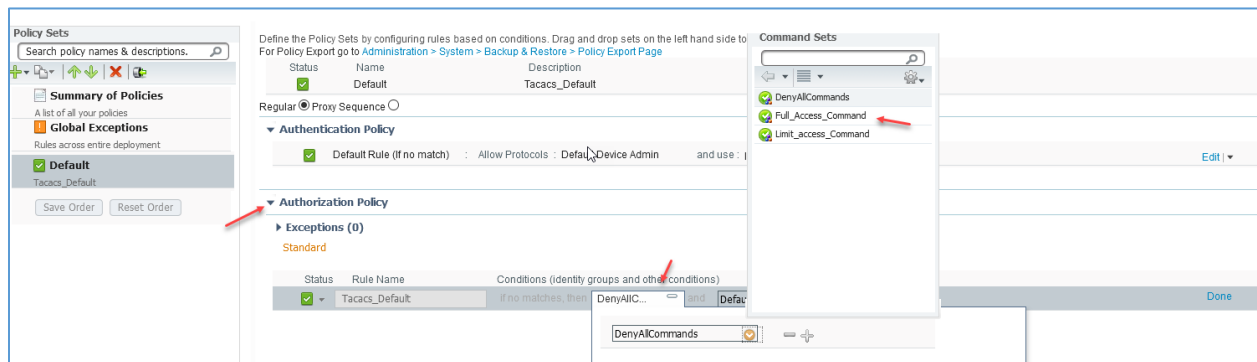 Policy Sets
Search policy names & descriptions.
Summary of Policies
A list of all your policies
Global Exceptions
Rules across entire deployment
Default
Tacacs_Default
Save Order Reset Order
Define the Policy Sets by configuring rules based on conditions. Drag and drop sets on the left hand side to
For Policy Export go to Administration > System > Backup & Restore > Policy Export Page
Status Name Description
Default Tacacs_Default
Regular Proxy Sequence
Authentication Policy
Default Rule (If no match) : Allow Protocols : Default Device Admin and use :
Edit |
Authorization Policy
Exceptions (0)
Standard
Status Rule Name Conditions (identity groups and other conditions)
Tacacs_Default if no matches, then DenyAllC... and Defau
Done
DenyAllCommands
Command Sets
DenyAllCommands
Full_Access_Command
Limit_access_Command